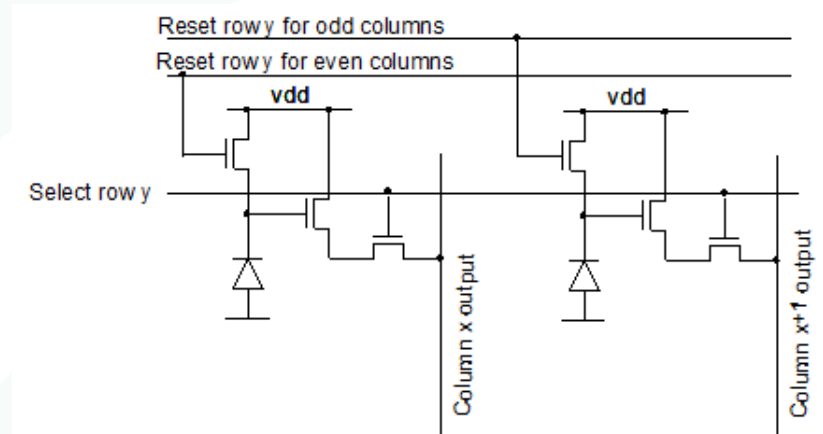 Reset row y for odd columns
Reset row y for even columns
vdd
vdd
Select row y
Column x output
Column x+1 output